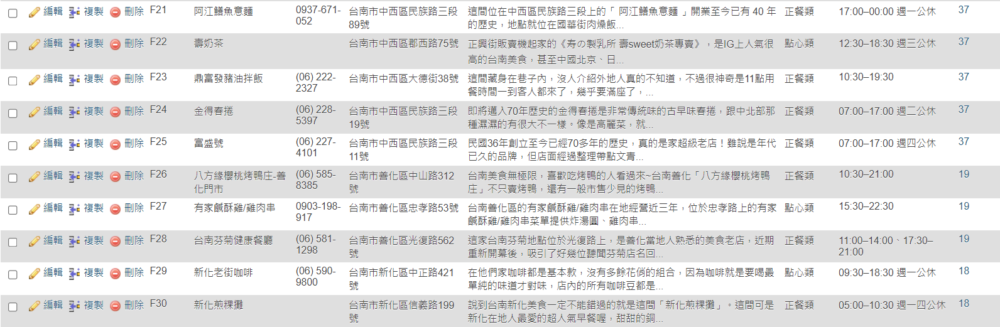 編輯 複製 刪除 F21 阿江鱔魚意麵 0937-671-052 台南市中西區民族路三段89號 這間位在中西區民族路三段上的「 阿江鱔魚意麵 」開業至今已有 40 年的歷史，地點就位在國華街肉燥飯... 正餐類 17:00–00:00 週一公休 37
編輯 複製 刪除 F22 壽奶茶 台南市中西區郡西路75號 正興街販賣機起家的《寿の製乳所 壽sweet奶茶專賣》，是IG上人氣很高的台南美食，甚至中國北京、日... 點心類 12:30–18:30 週三公休 37
編輯 複製 刪除 F23 鼎富發豬油拌飯 (06) 222-2327 台南市中西區大德街38號 這間藏身在巷子內，沒人介紹外地人真的不知道，不過很神奇是11點用餐時間一到客人都來了，幾乎要滿座了，... 正餐類 10:30–19:30 37
編輯 複製 刪除 F24 金得春捲 (06) 228-5397 台南市中西區民族路三段19號 即將邁入70年歷史的金得春捲是非常傳統味的古早味春捲，跟中北部那種濕濕的有很大不一樣。像是高麗菜，就... 正餐類 07:00–17:00 週二公休 37
編輯 複製 刪除 F25 富盛號 (06) 227-4101 台南市中西區民族路三段11號 民國36年創立至今已經70多年的歷史，真的是家超級老店！雖說是年代已久的品牌，但店面經過整理帶點文青... 正餐類 07:00–17:00 週四公休 37
編輯 複製 刪除 F26 八方緣櫻桃烤鴨庄-善化門市 (06) 585-8385 台南市善化區中山路312號 台南美食無極限，喜歡吃烤鴨的人看過來~台南善化「八方緣櫻桃烤鴨庄」不只賣烤鴨，還有一般市售少見的烤鴨... 正餐類 10:30–21:00 19
編輯 複製 刪除 F27 有家鹹酥雞/雞肉串 0903-198-917 台南市善化區忠孝路53號 台南善化區的有家鹹酥雞/雞肉串在地經營近三年，位於忠孝路上的有家鹹酥雞/雞肉串菜單提供炸湯圓、雞肉串... 點心類 15:30–22:30 19
編輯 複製 刪除 F28 台南芬菊健康餐廳 (06) 581-1298 台南市善化區光復路562號 這家台南芬菊地點位於光復路上，是善化當地人熟悉的美食老店，近期重新開幕後，吸引了好幾位聽聞芬菊店名回... 正餐類 11:00–14:00、17:30–21:00 19
編輯 複製 刪除 F29 新化老街咖啡 (06) 590-9800 台南市新化區中正路421號 在他們家咖啡都是基本款，沒有多餘花俏的組合，因為咖啡就是要喝最單純的味道才對味，店內的所有咖啡豆都是... 點心類 09:30–18:30 週一公休 18
編輯 複製 刪除 F30 新化煎粿攤 台南市新化區信義路199號 說到台南新化美食一定不能錯過的就是這間「新化煎粿攤」。這間可是新化在地人最愛的超人氣早餐喔，甜甜的銅... 正餐類 05:00–10:30 週一四公休 18